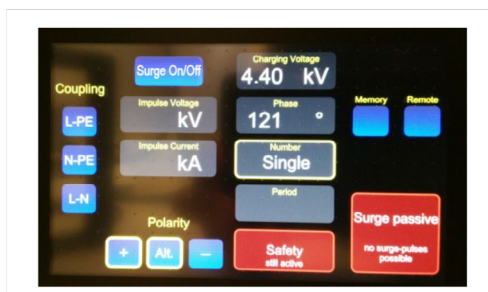 Surge On/Off
Charging Voltage
4.40 kV
Coupling
Impulse Voltage
kV
Phase
121 °
Memory
Remote
L-PE
Impulse Current
kA
Number
Single
N-PE
Period
L-N
Polarity
+
Alt.
–
Safety
still active
Surge passive
no surge-pulses
possible